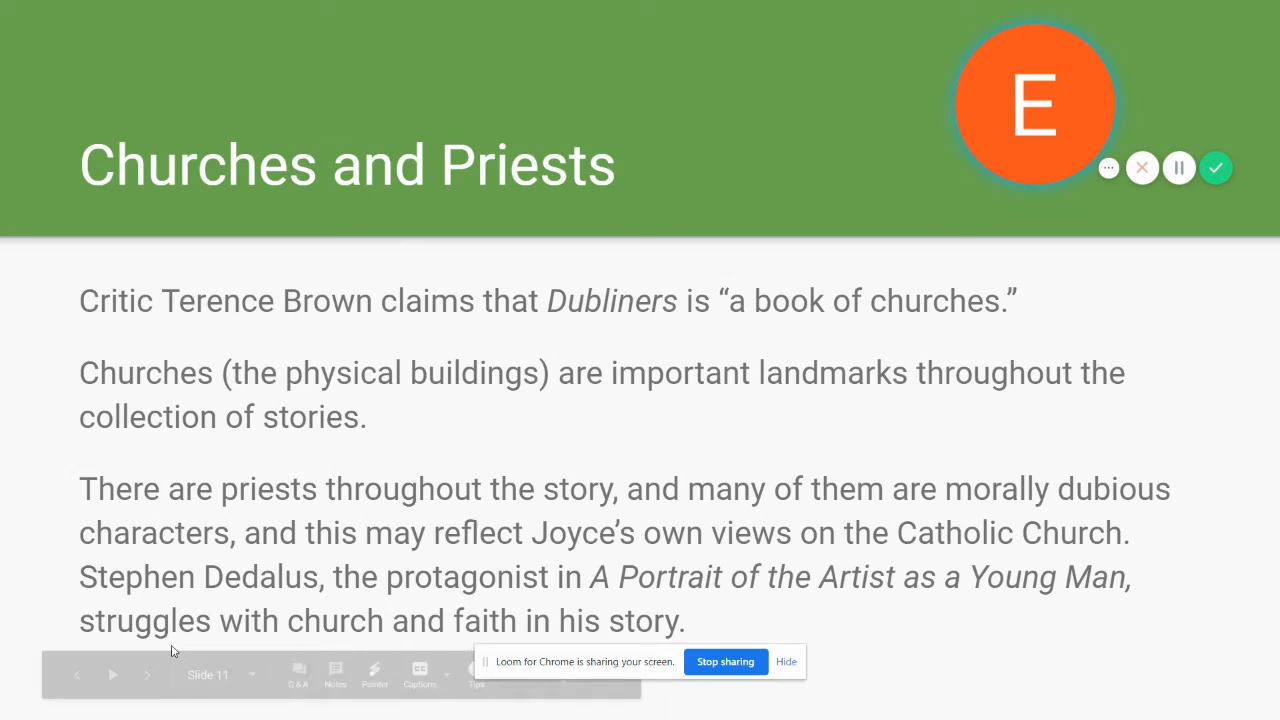 E
Churches and Priests
Critic Terence Brown claims that Dubliners is “a book of churches.”
Churches (the physical buildings) are important landmarks throughout the
collection of stories.
There are priests throughout the story, and many of them are morally dubious
characters, and this may reflect Joyce’s own views on the Catholic Church.
Stephen Dedalus, the protagonist in A Portrait of the Artist as a Young Man,
struggles with church and faith in his story.
Loom for Chrome is sharing your screen. Stop sharing Hide
Slide 11 Q & A Notes Pointer Captions Tips